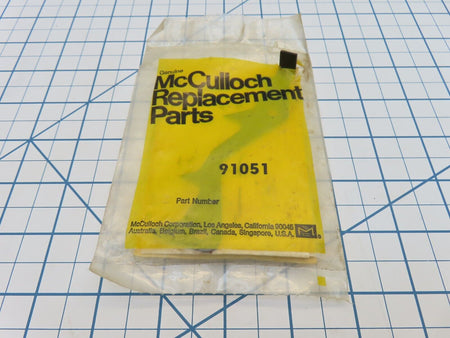 Genuine
McCulloch
Replacement
Parts
91051
Part Number
McCulloch Corporation, Los Angeles, California 90045
Australia, Belgium, Brazil, Canada, Singapore, U.S.A.